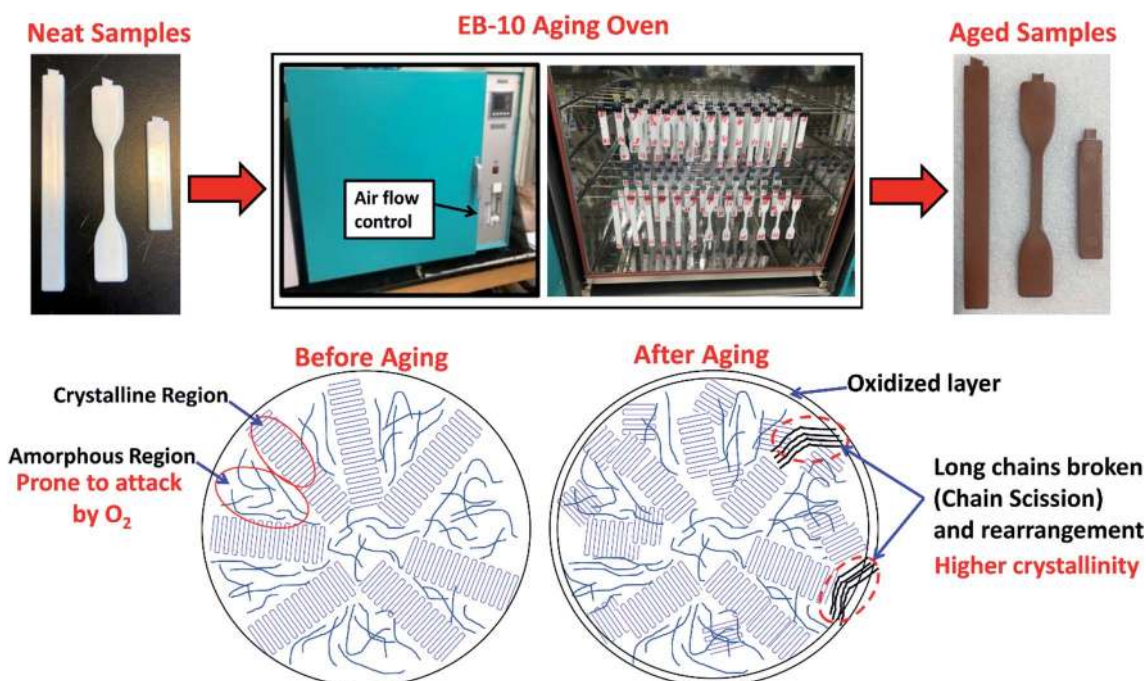 Neat Samples
EB-10 Aging Oven
Aged Samples
Air flow
control
Before Aging
After Aging
Crystalline Region
Oxidized layer
Amorphous Region
Prone to attack
by O₂
Long chains broken
(Chain Scission)
and rearrangement
Higher crystallinity